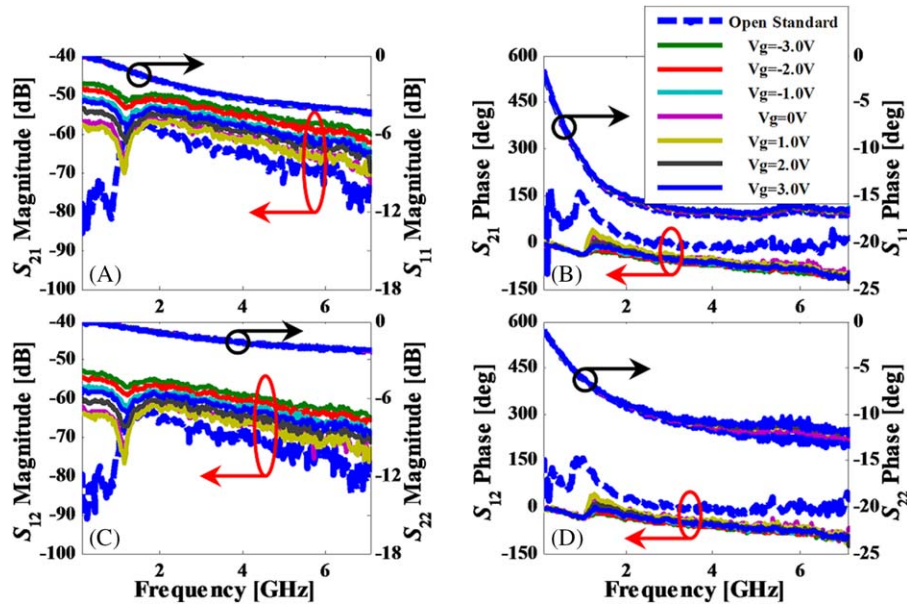 -40
-50
-60
-70
-80
-90
-100
S21 Magnitude [dB]
0
-6
-12
-18
S11 Magnitude [dB]
2
4
6
(A)
600
450
300
150
0
-150
S21 Phase [deg]
0
-5
-10
-15
-20
-25
S11 Phase [deg]
2
4
6
(B)
Open Standard
Vg=-3.0V
Vg=-2.0V
Vg=-1.0V
Vg=0V
Vg=1.0V
Vg=2.0V
Vg=3.0V
-40
-50
-60
-70
-80
-90
-100
S12 Magnitude [dB]
0
-6
-12
-18
S22 Magnitude [dB]
2
4
6
(C)
Frequency [GHz]
600
450
300
150
0
-150
S12 Phase [deg]
0
-5
-10
-15
-20
-25
S22 Phase [deg]
2
4
6
(D)
Frequency [GHz]